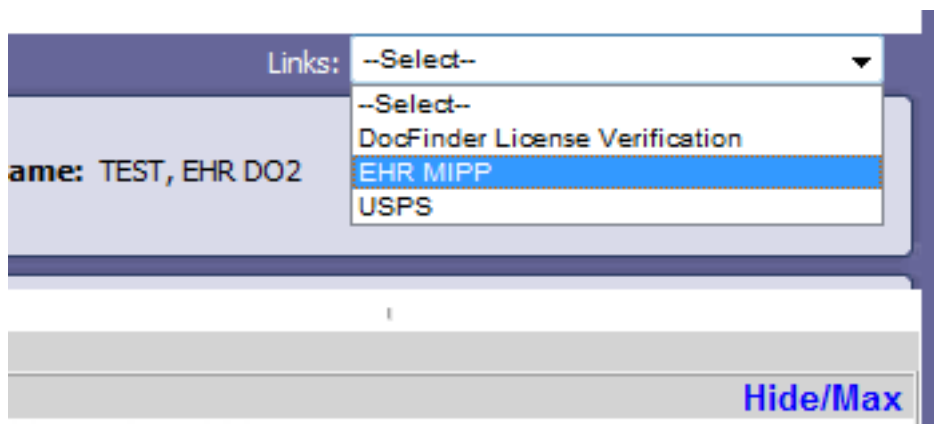 Links: --Select--
--Select--
DocFinder License Verification
ame: TEST, EHR DO2
EHR MIPP
USPS
Hide/Max